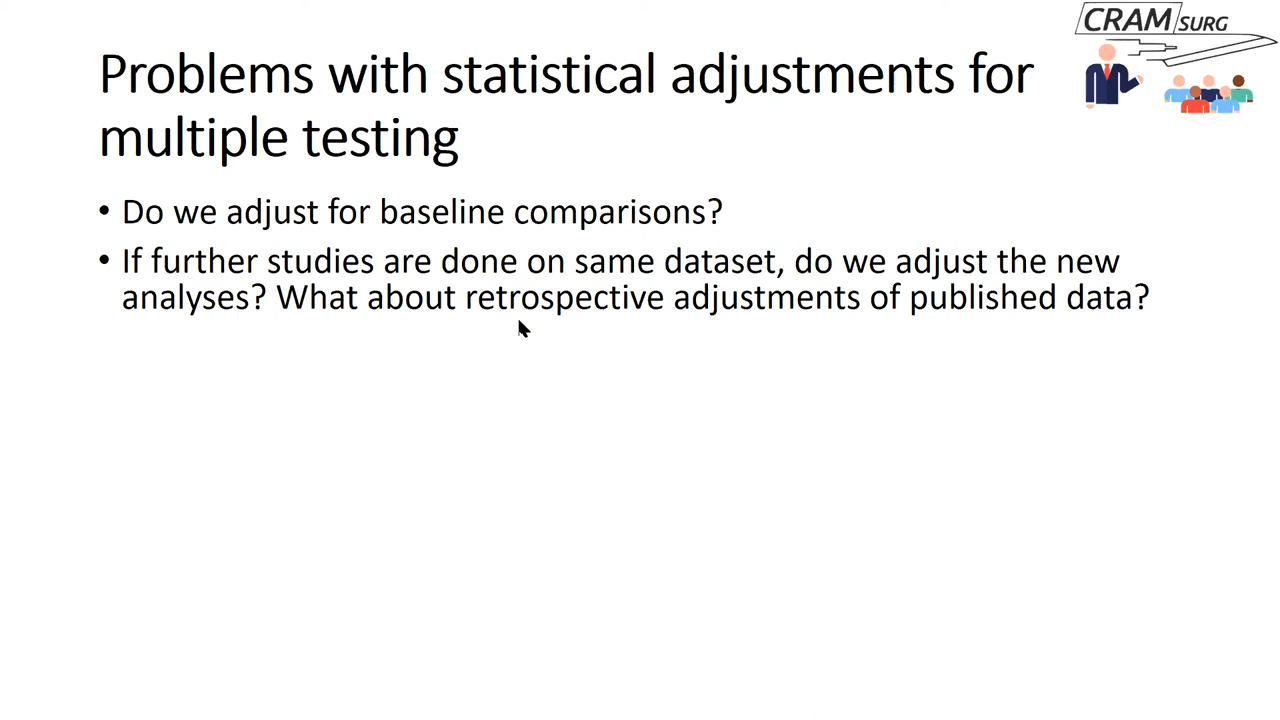 CRAM SURG
Problems with statistical adjustments for
multiple testing
• Do we adjust for baseline comparisons?
• If further studies are done on same dataset, do we adjust the new
analyses? What about retrospective adjustments of published data?